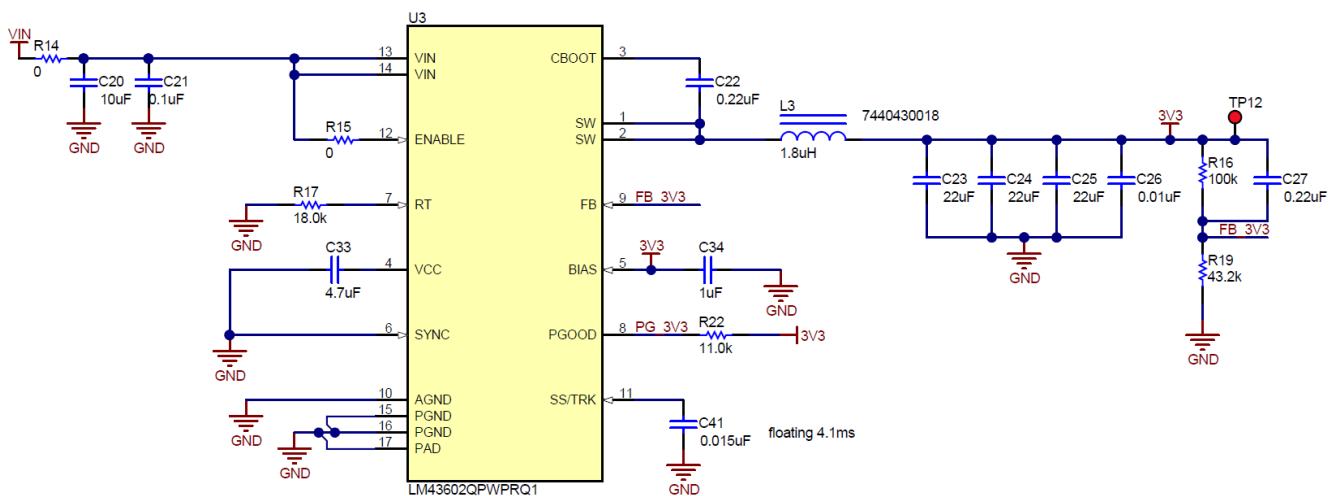 U3
VIN
R14
0
C20
10uF
GND
C21
0.1uF
GND
R15
0
R17
18.0k
GND
C33
4.7uF
GND
GND
GND
13
14
12
7
4
6
10
15
16
17
VIN
VIN
ENABLE
RT
VCC
SYNC
AGND
PGND
PGND
PAD
CBOOT
SW
SW
FB
BIAS
PGOOD
SS/TRK
LM43602QPWPRQ1
3
1
2
9
5
8
11
C22
0.22uF
L3
7440430018
1.8uH
FB_3V3
3V3
C34
1uF
GND
PG_3V3
R22
11.0k
3V3
C41
0.015uF
floating 4.1ms
GND
C23
22uF
C24
22uF
C25
22uF
C26
0.01uF
GND
3V3
TP12
R16
100k
C27
0.22uF
FB_3V3
R19
43.2k
GND